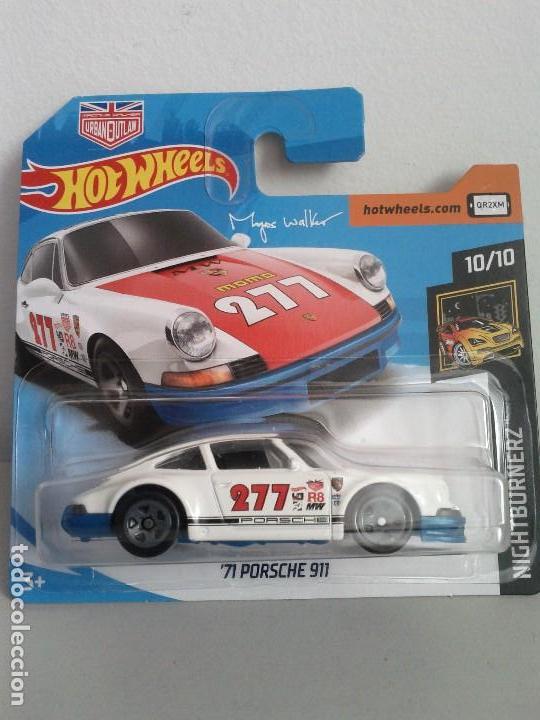 URBAN OUTLAW
HOT WHEELS
Magnus Walker
hotwheels.com
QR2XM
10/10
MOMO
277
277
R8
MW
277
R8
MW
PORSCHE
NIGHTBURNERZ
'71 PORSCHE 911
3+
todocoleccion